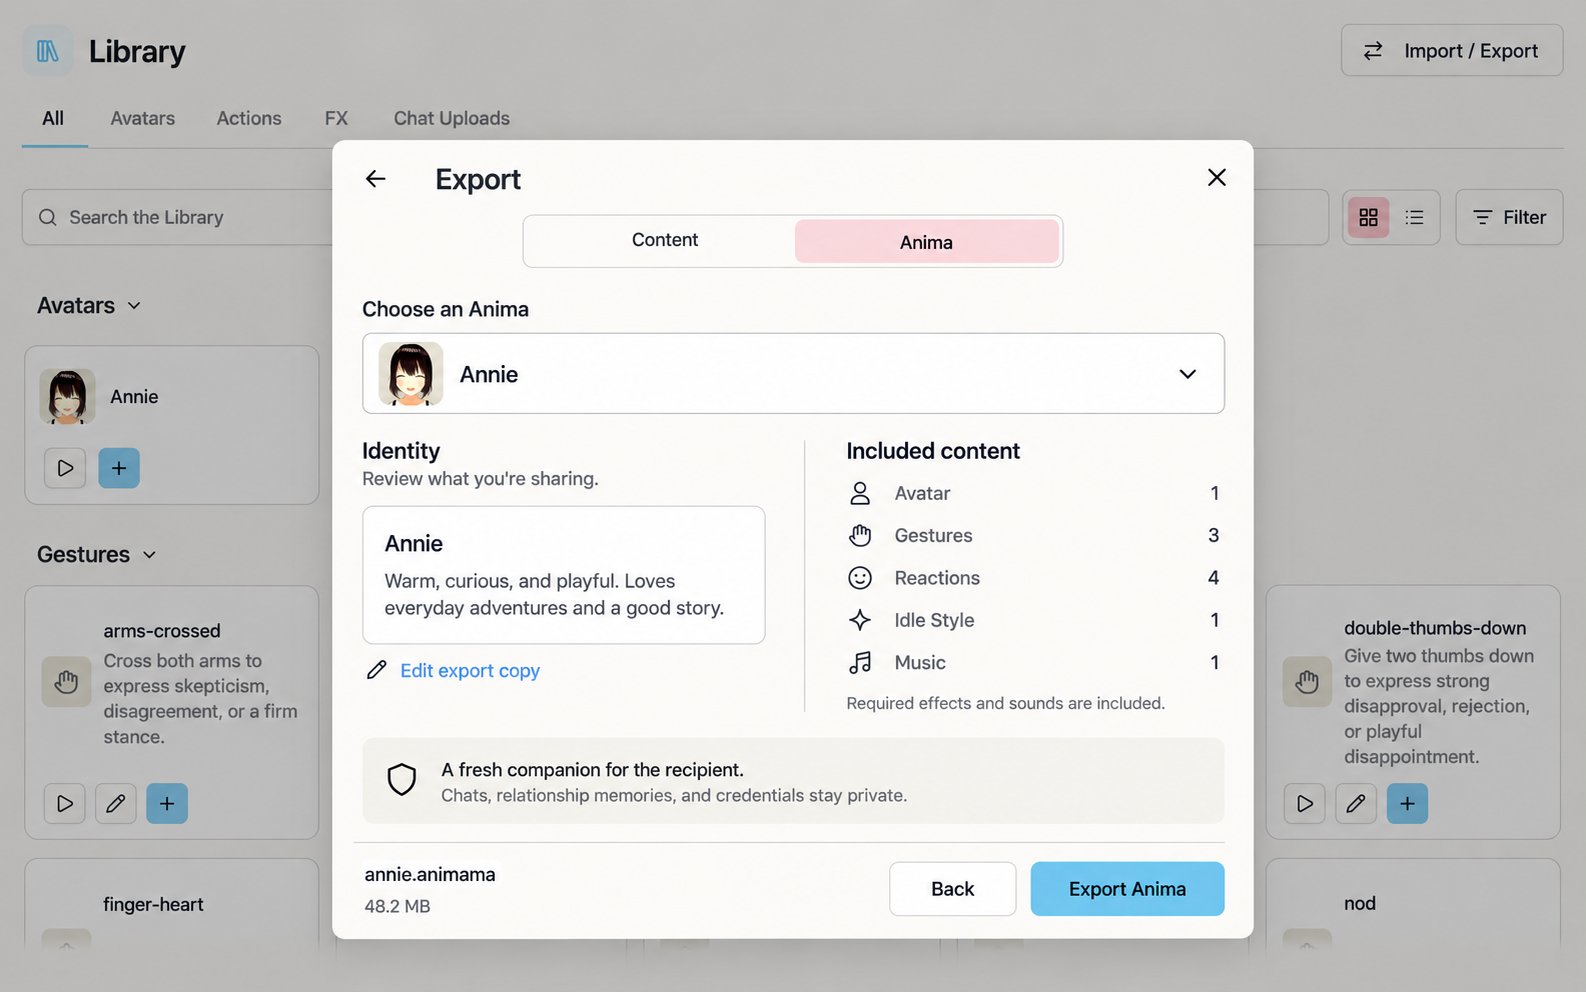 Library
Import / Export
All
Avatars
Actions
FX
Chat Uploads
Search the Library
Filter
Avatars
Annie
Gestures
arms-crossed
Cross both arms to
express skepticism,
disagreement, or a firm
stance.
finger-heart
Export
Content
Anima
Choose an Anima
Annie
Identity
Review what you're sharing.
Annie
Warm, curious, and playful. Loves
everyday adventures and a good story.
Edit export copy
Included content
Avatar 1
Gestures 3
Reactions 4
Idle Style 1
Music 1
Required effects and sounds are included.
A fresh companion for the recipient.
Chats, relationship memories, and credentials stay private.
annie.animama
48.2 MB
Back
Export Anima
double-thumbs-down
Give two thumbs down
to express strong
disapproval, rejection,
or playful
disappointment.
nod